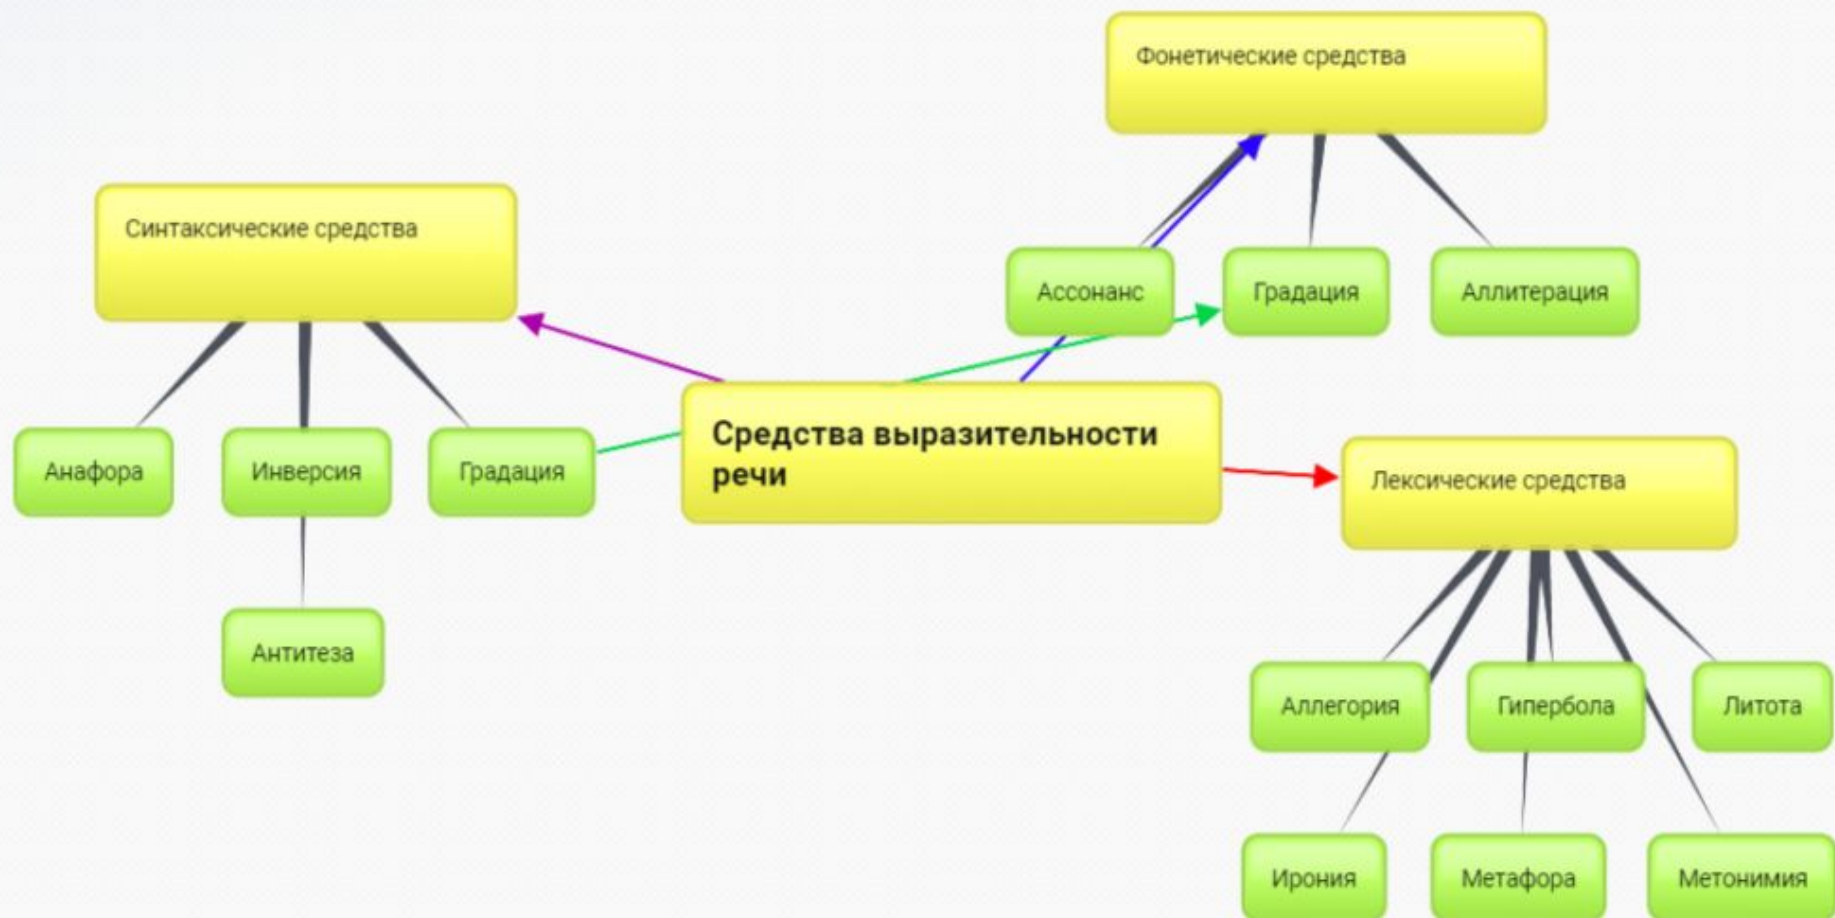 Фонетические средства
Синтаксические средства
Ассонанс
Градация
Аллитерация
Средства выразительности
речи
Анафора
Инверсия
Градация
Лексические средства
Антитеза
Аллегория
Гипербола
Литота
Ирония
Метафора
Метонимия